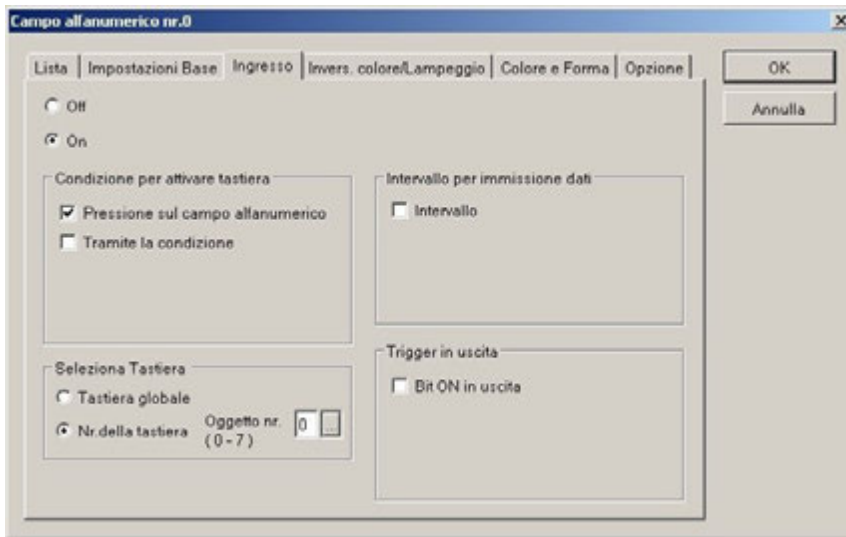 Campo alfanumerico nr.0
Lista Impostazioni Base Ingresso Invers. colore/Lampeggio Colore e Forma Opzione
OK
Annulla
Off
On
Condizione per attivare tastiera
Pressione sul campo alfanumerico
Tramite la condizione
Intervallo per immissione dati
Intervallo
Seleziona Tastiera
Tastiera globale
Nr.della tastiera
Oggetto nr.
(0-7)
0 ...
Trigger in uscita
Bit ON in uscita